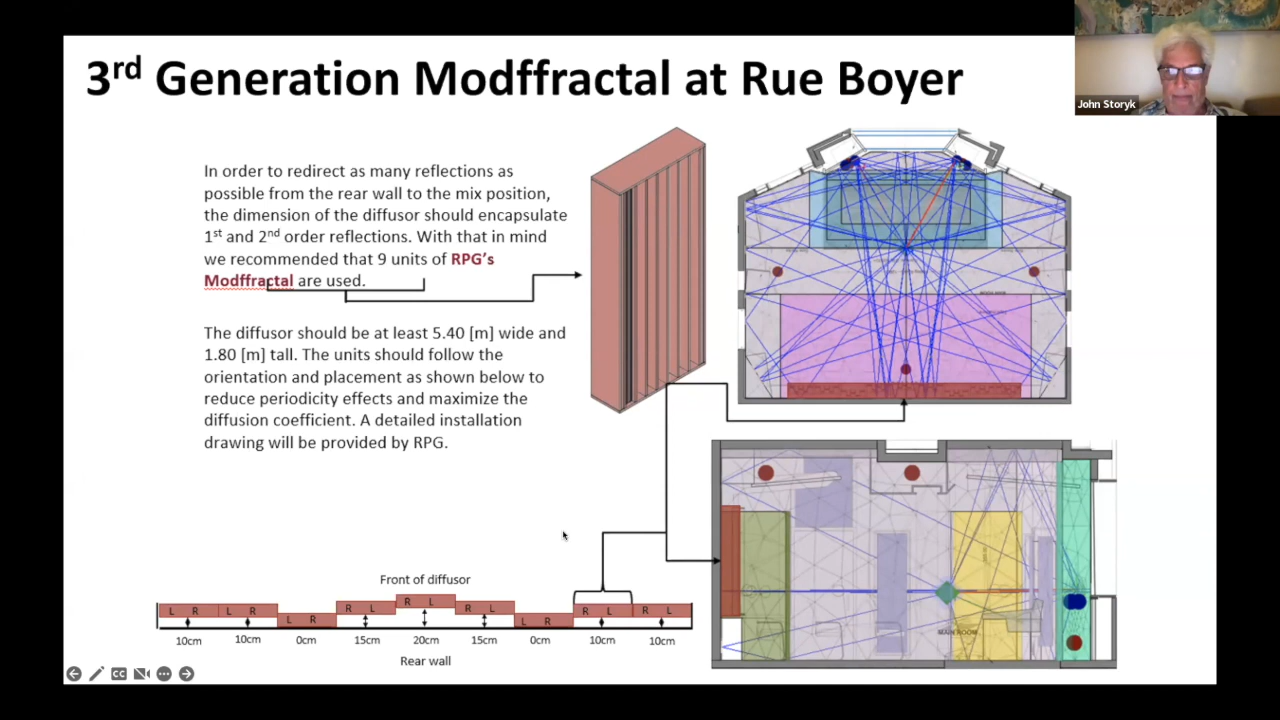 3rd Generation Modffractal at Rue Boyer
John Storyk
In order to redirect as many reflections as
possible from the rear wall to the mix position,
the dimension of the diffusor should encapsulate
1st and 2nd order reflections. With that in mind
we recommended that 9 units of RPG's
Modffractal are used.
The diffusor should be at least 5.40 [m] wide and
1.80 [m] tall. The units should follow the
orientation and placement as shown below to
reduce periodicity effects and maximize the
diffusion coefficient. A detailed installation
drawing will be provided by RPG.
Front of diffusor
L R L R L R R L R L R L L R R L R L
10cm 10cm 0cm 15cm 20cm 15cm 0cm 10cm 10cm
Rear wall
MAIN ROOM
CC